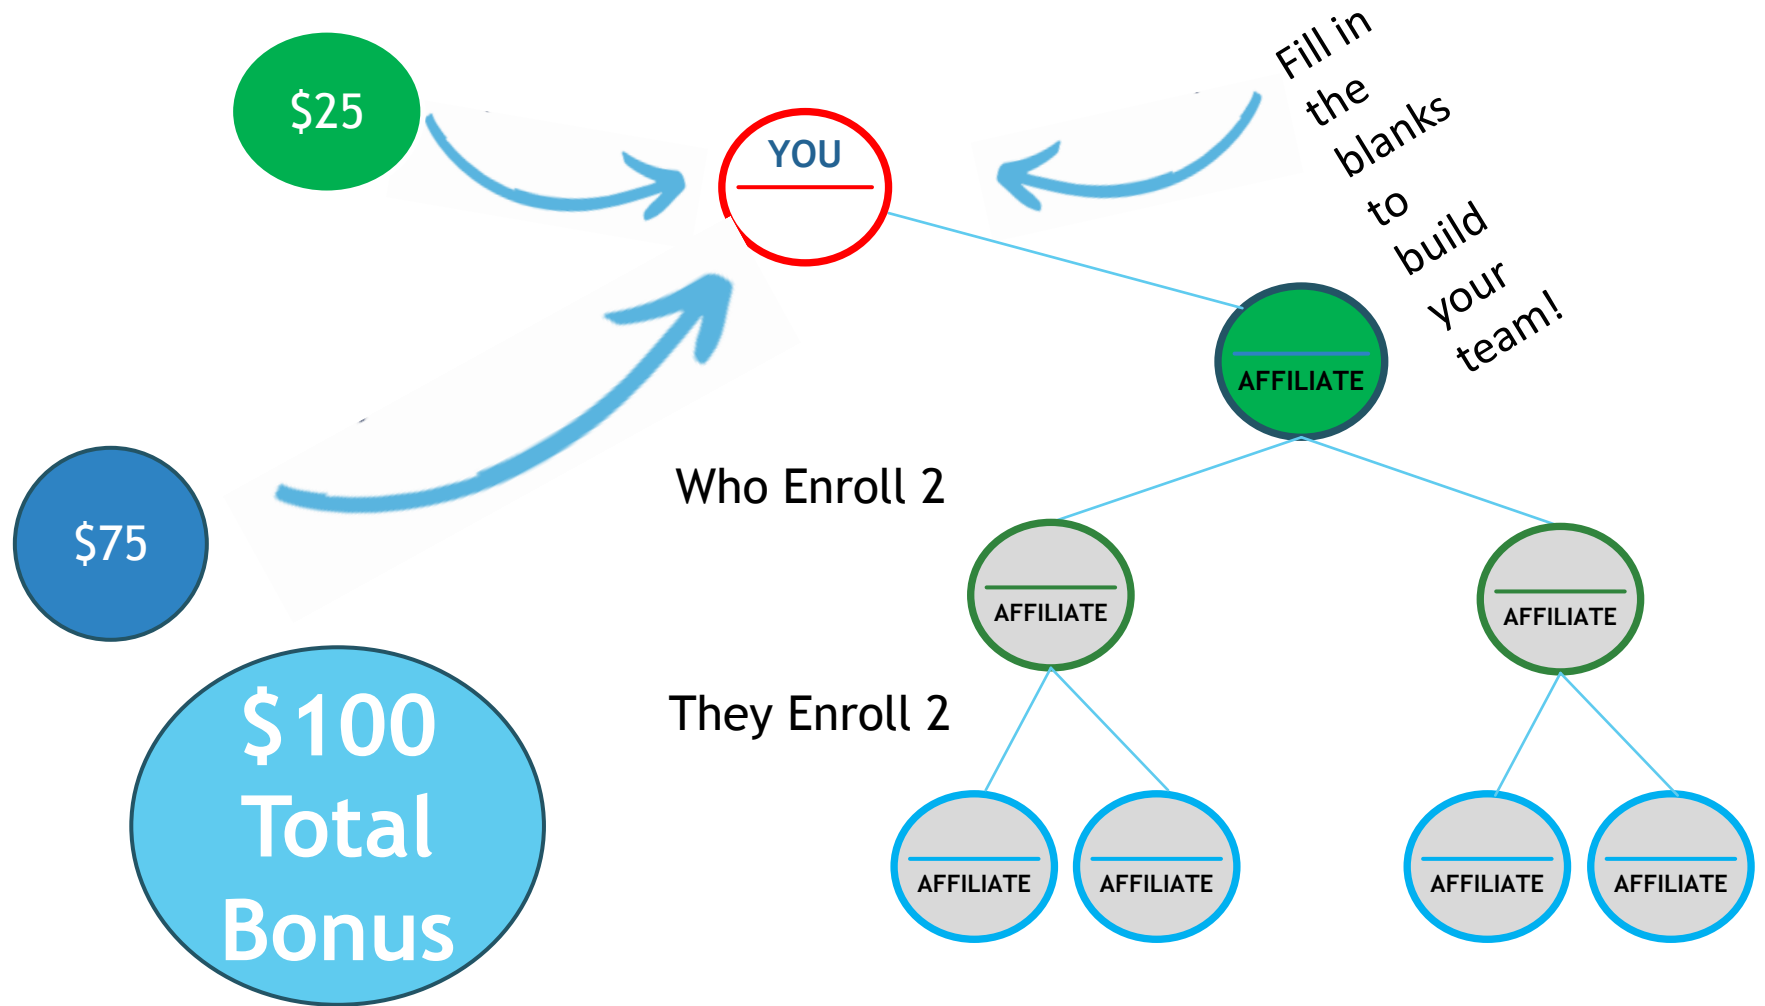 $25
YOU
Fill in
the
blanks
to
build
your
team!
AFFILIATE
Who Enroll 2
$75
AFFILIATE
AFFILIATE
They Enroll 2
$100
Total
Bonus
AFFILIATE
AFFILIATE
AFFILIATE
AFFILIATE